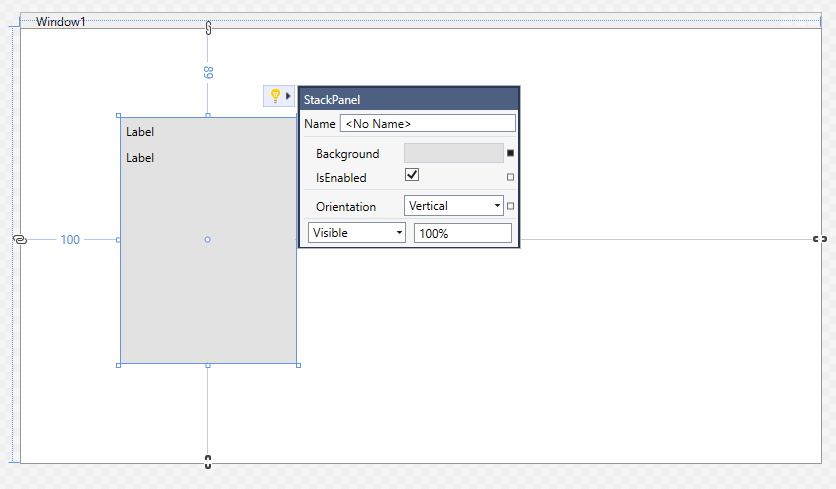 Window1
89
StackPanel
Name <No Name>
Label
Label
Background
IsEnabled
Orientation Vertical
100
Visible 100%